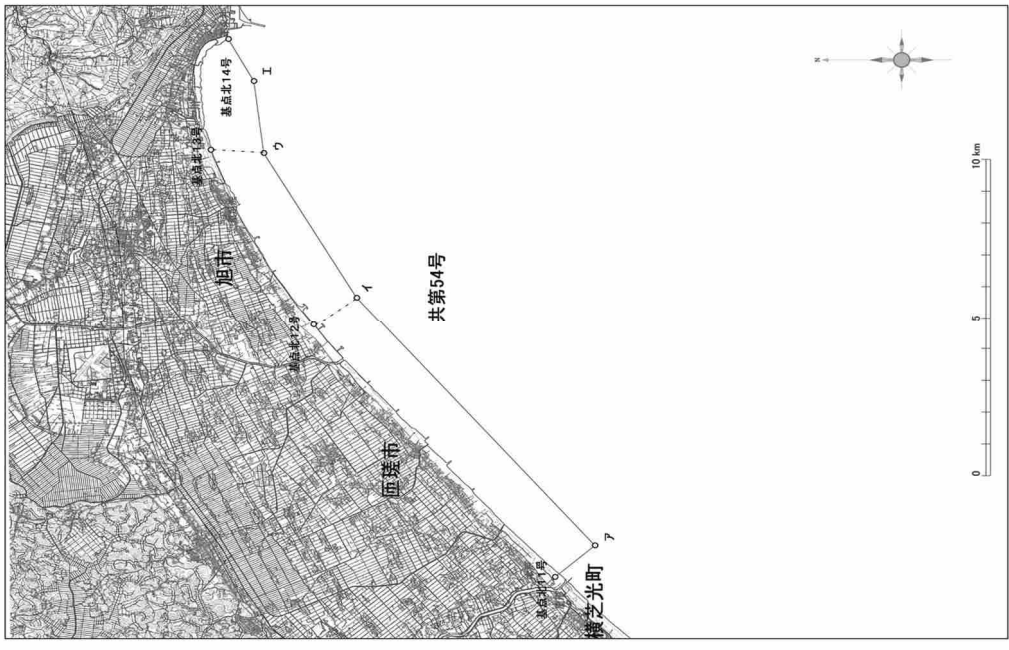 基点北14号
エ
基点北13号
ウ
旭市
イ
共第54号
基点北12号
匝瑳市
ア
基点北11号
横芝光町
N
10 km
5
0